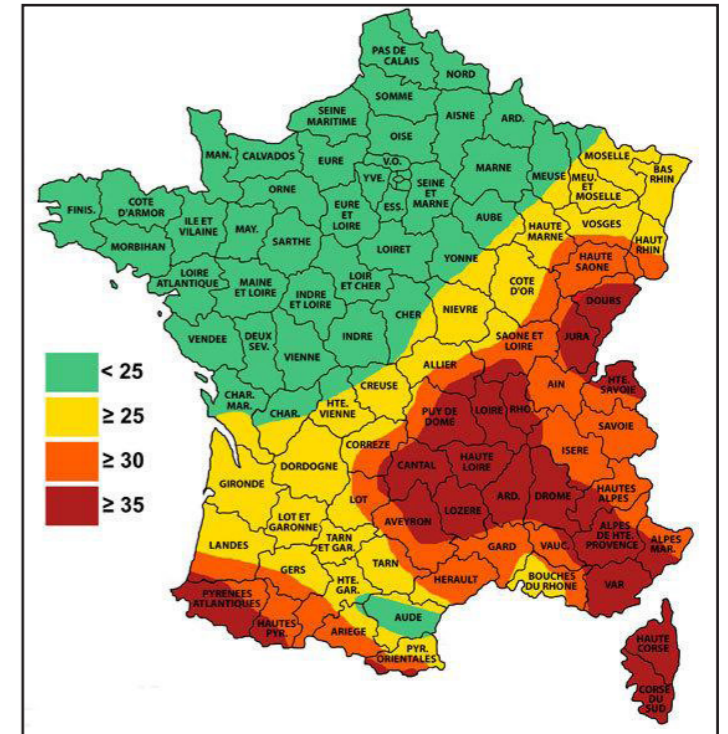 PAS DE
CALAIS
NORD
SOMME
SEINE
MARITIME
AISNE
ARD.
OISE
MAN.
CALVADOS
EURE
V.O.
YVE.
ESS.
SEINE
ET
MARNE
MARNE
MEUSE
MOSELLE
MEU.
ET
MOSELLE
BAS
RHIN
FINIS.
COTE
D'ARMOR
MORBIHAN
ILE ET
VILAINE
ORNE
MAY.
SARTHE
EURE
ET
LOIRE
AUBE
HAUTE
MARNE
VOSGES
HAUT
RHIN
LOIRET
YONNE
HAUTE
SAONE
LOIRE
ATLANTIQUE
MAINE
ET LOIRE
INDRE
ET LOIRE
LOIR
ET CHER
CHER
NIEVRE
COTE
D'OR
DOUBS
JURA
VENDEE
DEUX
SEV.
VIENNE
INDRE
SAONE ET
LOIRE
ALLIER
CREUSE
CHAR.
MAR.
CHAR.
HTE.
VIENNE
PUY DE
DOME
LOIRE
RHO.
AIN
HTE.
SAVOIE
SAVOIE
ISERE
< 25
≥ 25
≥ 30
≥ 35
CORREZE
DORDOGNE
GIRONDE
CANTAL
HAUTE
LOIRE
LOT
LOT ET
GARONNE
AVEYRON
LOZERE
ARD.
DROME
HAUTES
ALPES
LANDES
TARN
ET GAR.
TARN
GERS
HTE.
GAR.
GARD
VAUC.
ALPES
DE HTE.
PROVENCE
ALPES
MAR.
HERAULT
BOUCHES
DU RHONE
VAR
PYRENEES
ATLANTIQUES
HAUTES
PYR.
ARIEGE
AUDE
PYR.
ORIENTALES
HAUTE
CORSE
CORSE
DU
SUD